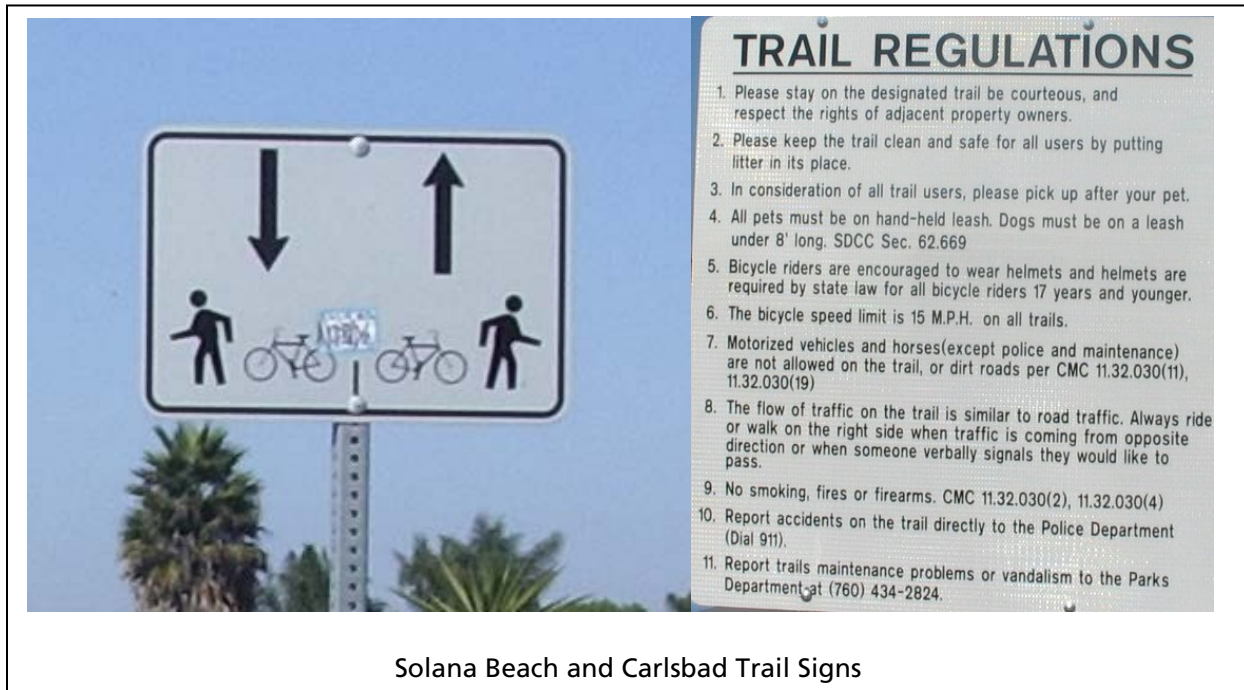 TRAIL REGULATIONS
1. Please stay on the designated trail be courteous, and
respect the rights of adjacent property owners.
2. Please keep the trail clean and safe for all users by putting
litter in its place.
3. In consideration of all trail users, please pick up after your pet.
4. All pets must be on hand-held leash. Dogs must be on a leash
under 8' long. SDCC Sec. 62.669
5. Bicycle riders are encouraged to wear helmets and helmets are
required by state law for all bicycle riders 17 years and younger.
6. The bicycle speed limit is 15 M.P.H. on all trails.
7. Motorized vehicles and horses(except police and maintenance)
are not allowed on the trail, or dirt roads per CMC 11.32.030(11),
11.32.030(19)
8. The flow of traffic on the trail is similar to road traffic. Always ride
or walk on the right side when traffic is coming from opposite
direction or when someone verbally signals they would like to
pass.
9. No smoking, fires or firearms. CMC 11.32.030(2), 11.32.030(4)
10. Report accidents on the trail directly to the Police Department
(Dial 911).
11. Report trails maintenance problems or vandalism to the Parks
Department at (760) 434-2824.
Solana Beach and Carlsbad Trail Signs